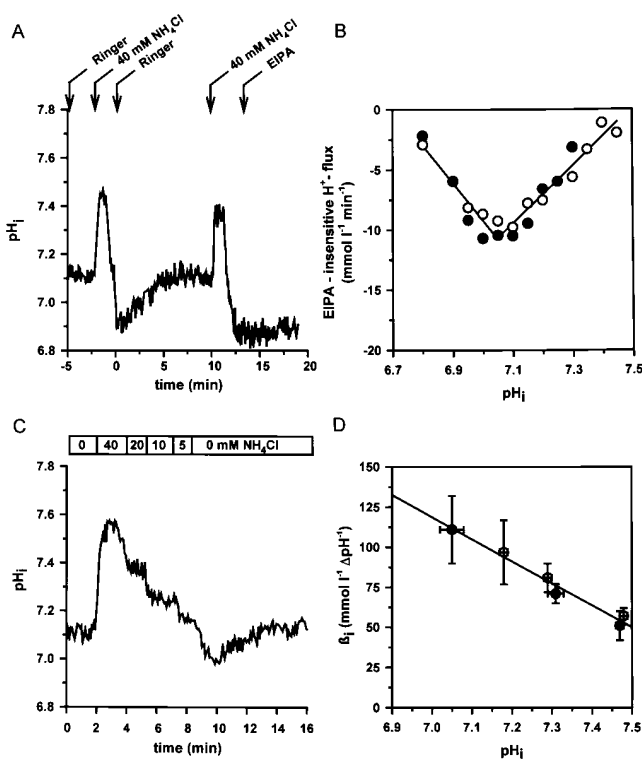 A
Ringer
40 mM NH4Cl
Ringer
40 mM NH4Cl
EIPA
7.8
7.6
7.4
7.2
7.0
6.8
pHi
-5 0 5 10 15 20
time (min)
B
0
-5
-10
-15
-20
EIPA - insensitive H+- flux
(mmol l-1 min-1)
6.7 6.9 7.1 7.3 7.5
pHi
C
0 40 20 10 5 0 mM NH4Cl
7.8
7.6
7.4
7.2
7.0
6.8
pHi
0 2 4 6 8 10 12 14 16
time (min)
D
150
125
100
75
50
25
0
ßi (mmol l-1 ΔpH-1)
6.9 7.0 7.1 7.2 7.3 7.4 7.5
pHi